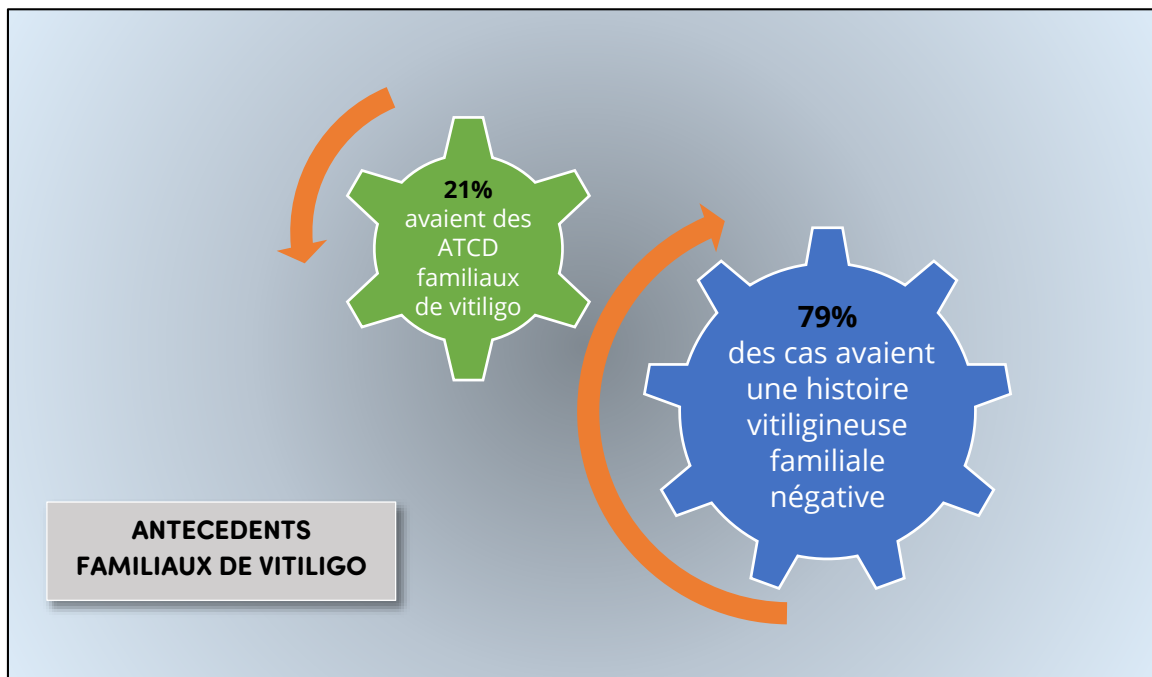 21%
avaient des
ATCD
familiaux
de vitiligo
79%
des cas avaient
une histoire
vitiligineuse
familiale
négative
ANTECEDENTS
FAMILIAUX DE VITILIGO